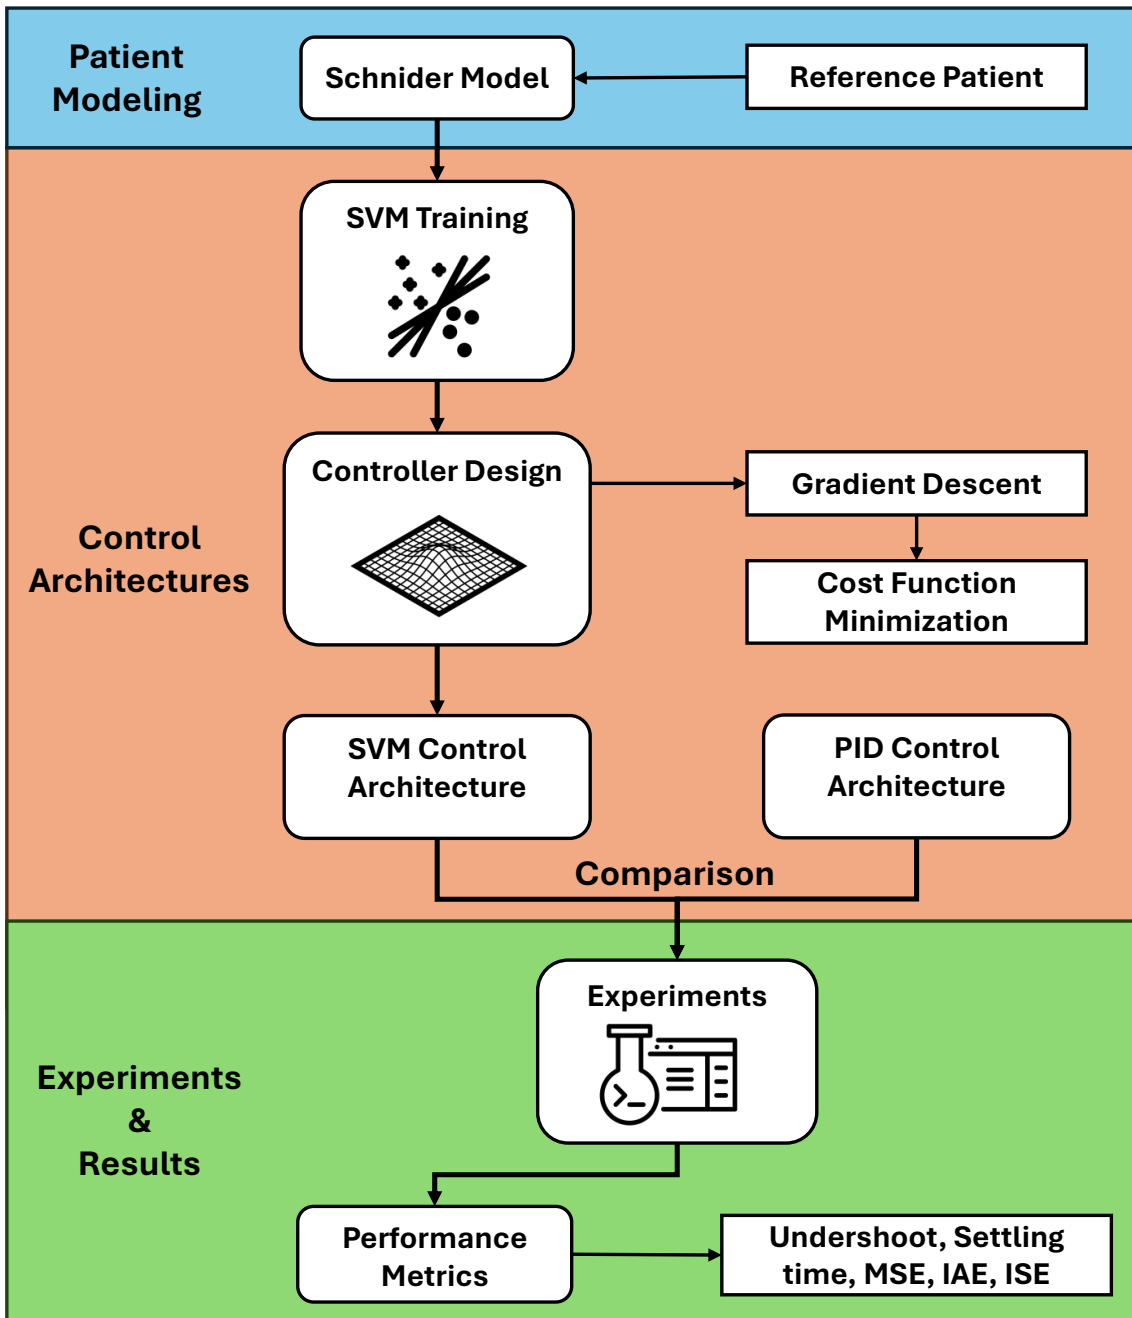 Patient
Modeling
Schnider Model
Reference Patient
SVM Training
Controller Design
Gradient Descent
Cost Function
Minimization
Control
Architectures
SVM Control
Architecture
PID Control
Architecture
Comparison
Experiments
Experiments
&
Results
Performance
Metrics
Undershoot, Settling
time, MSE, IAE, ISE